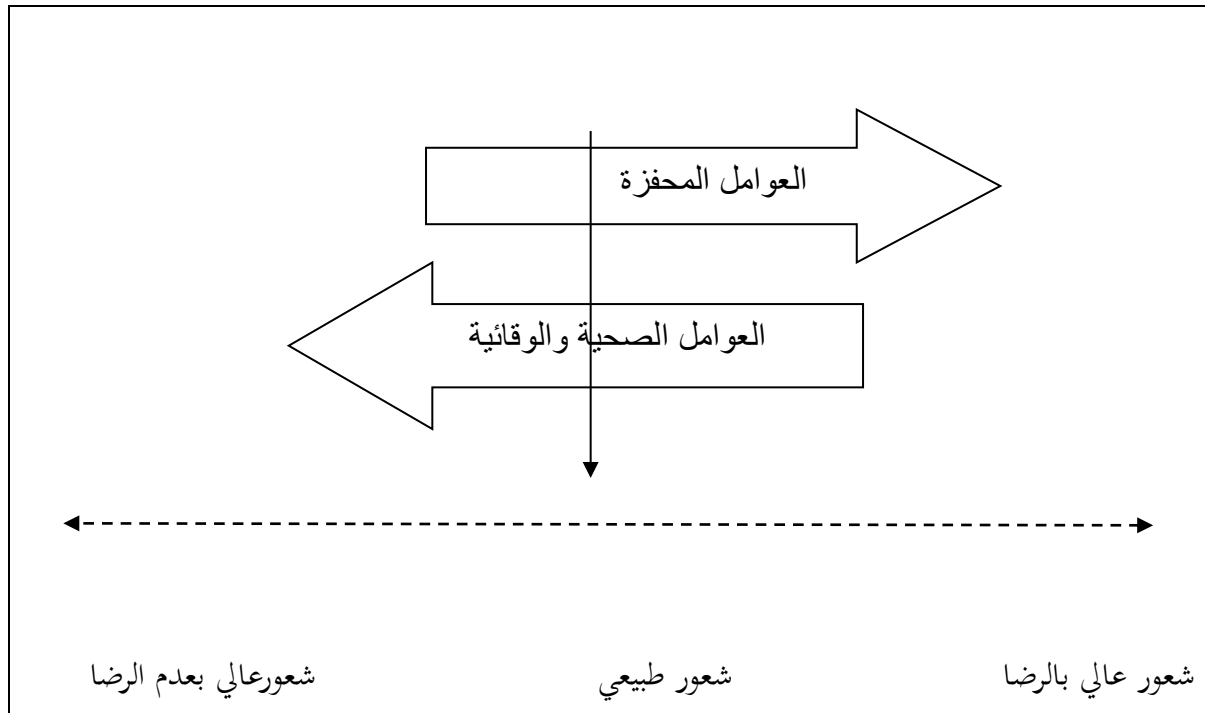 العوامل المحفزة
العوامل الصحية والوقائية
شعور عالي بالرضا
شعور طبيعي
شعورعالي بعدم الرضا